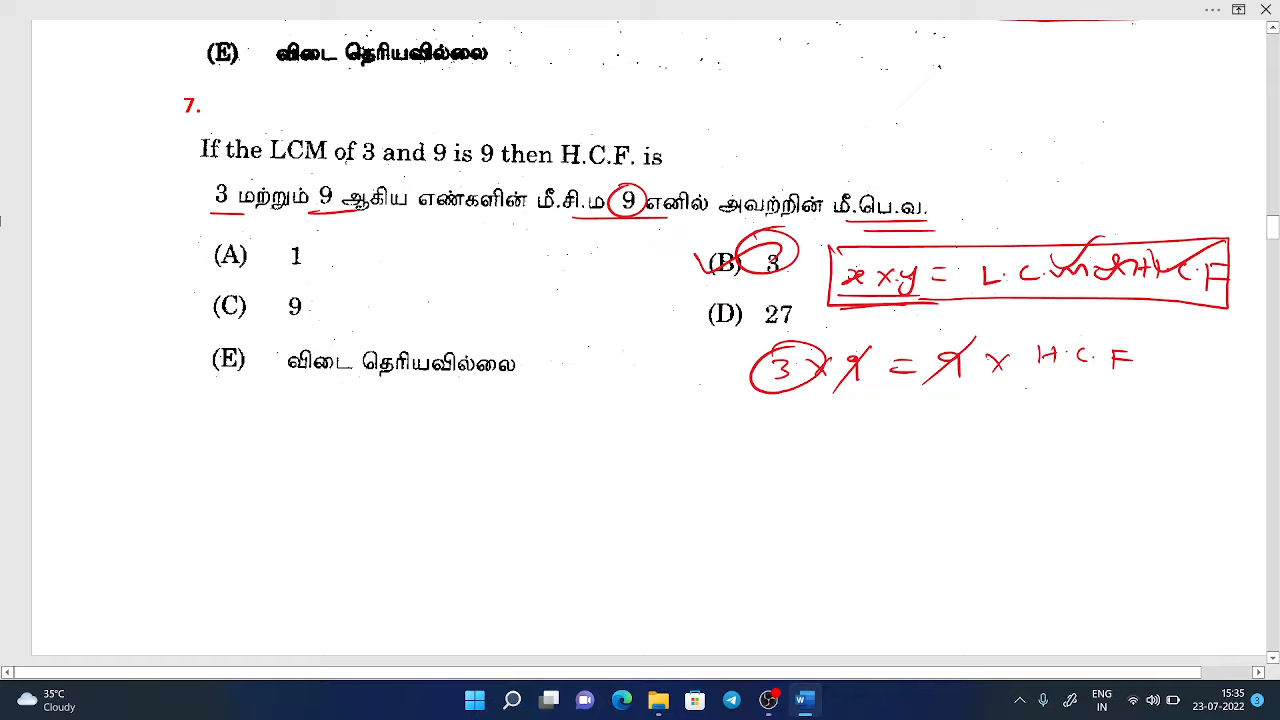 (E) விடை தெரியவில்லை
7.
If the LCM of 3 and 9 is 9 then H.C.F. is
3 மற்றும் 9 ஆகிய எண்களின் மீ.சி.ம 9 எனில் அவற்றின் மீ.பெ.வ.
(A) 1
(B) 3
x x y = L.C.M x H.C.F
(C) 9
(D) 27
(E) விடை தெரியவில்லை
3 x 9 = 9 x H.C.F
35°C
Cloudy
ENG
IN
15:35
23-07-2022
3